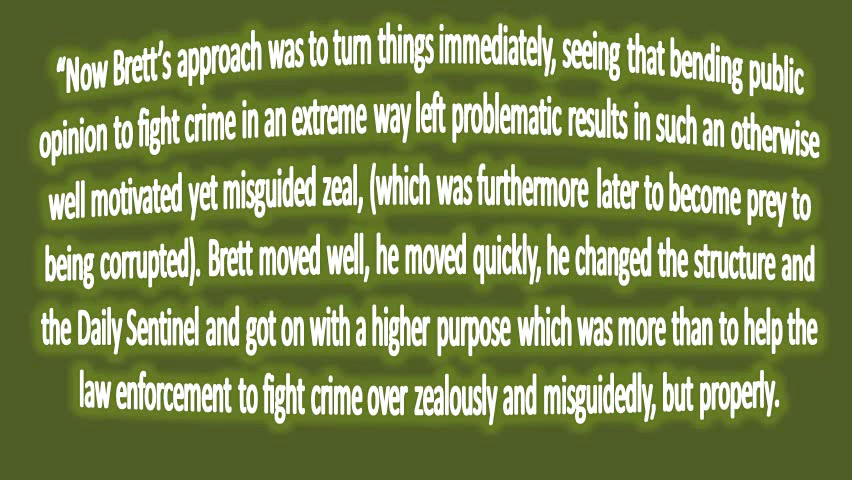 “Now Brett’s approach was to turn things immediately, seeing that bending public
opinion to fight crime in an extreme way left problematic results in such an otherwise
well motivated yet misguided zeal, (which was furthermore later to become prey to
being corrupted). Brett moved well, he moved quickly, he changed the structure and
the Daily Sentinel and got on with a higher purpose which was more than to help the
law enforcement to fight crime over zealously and misguidedly, but properly.